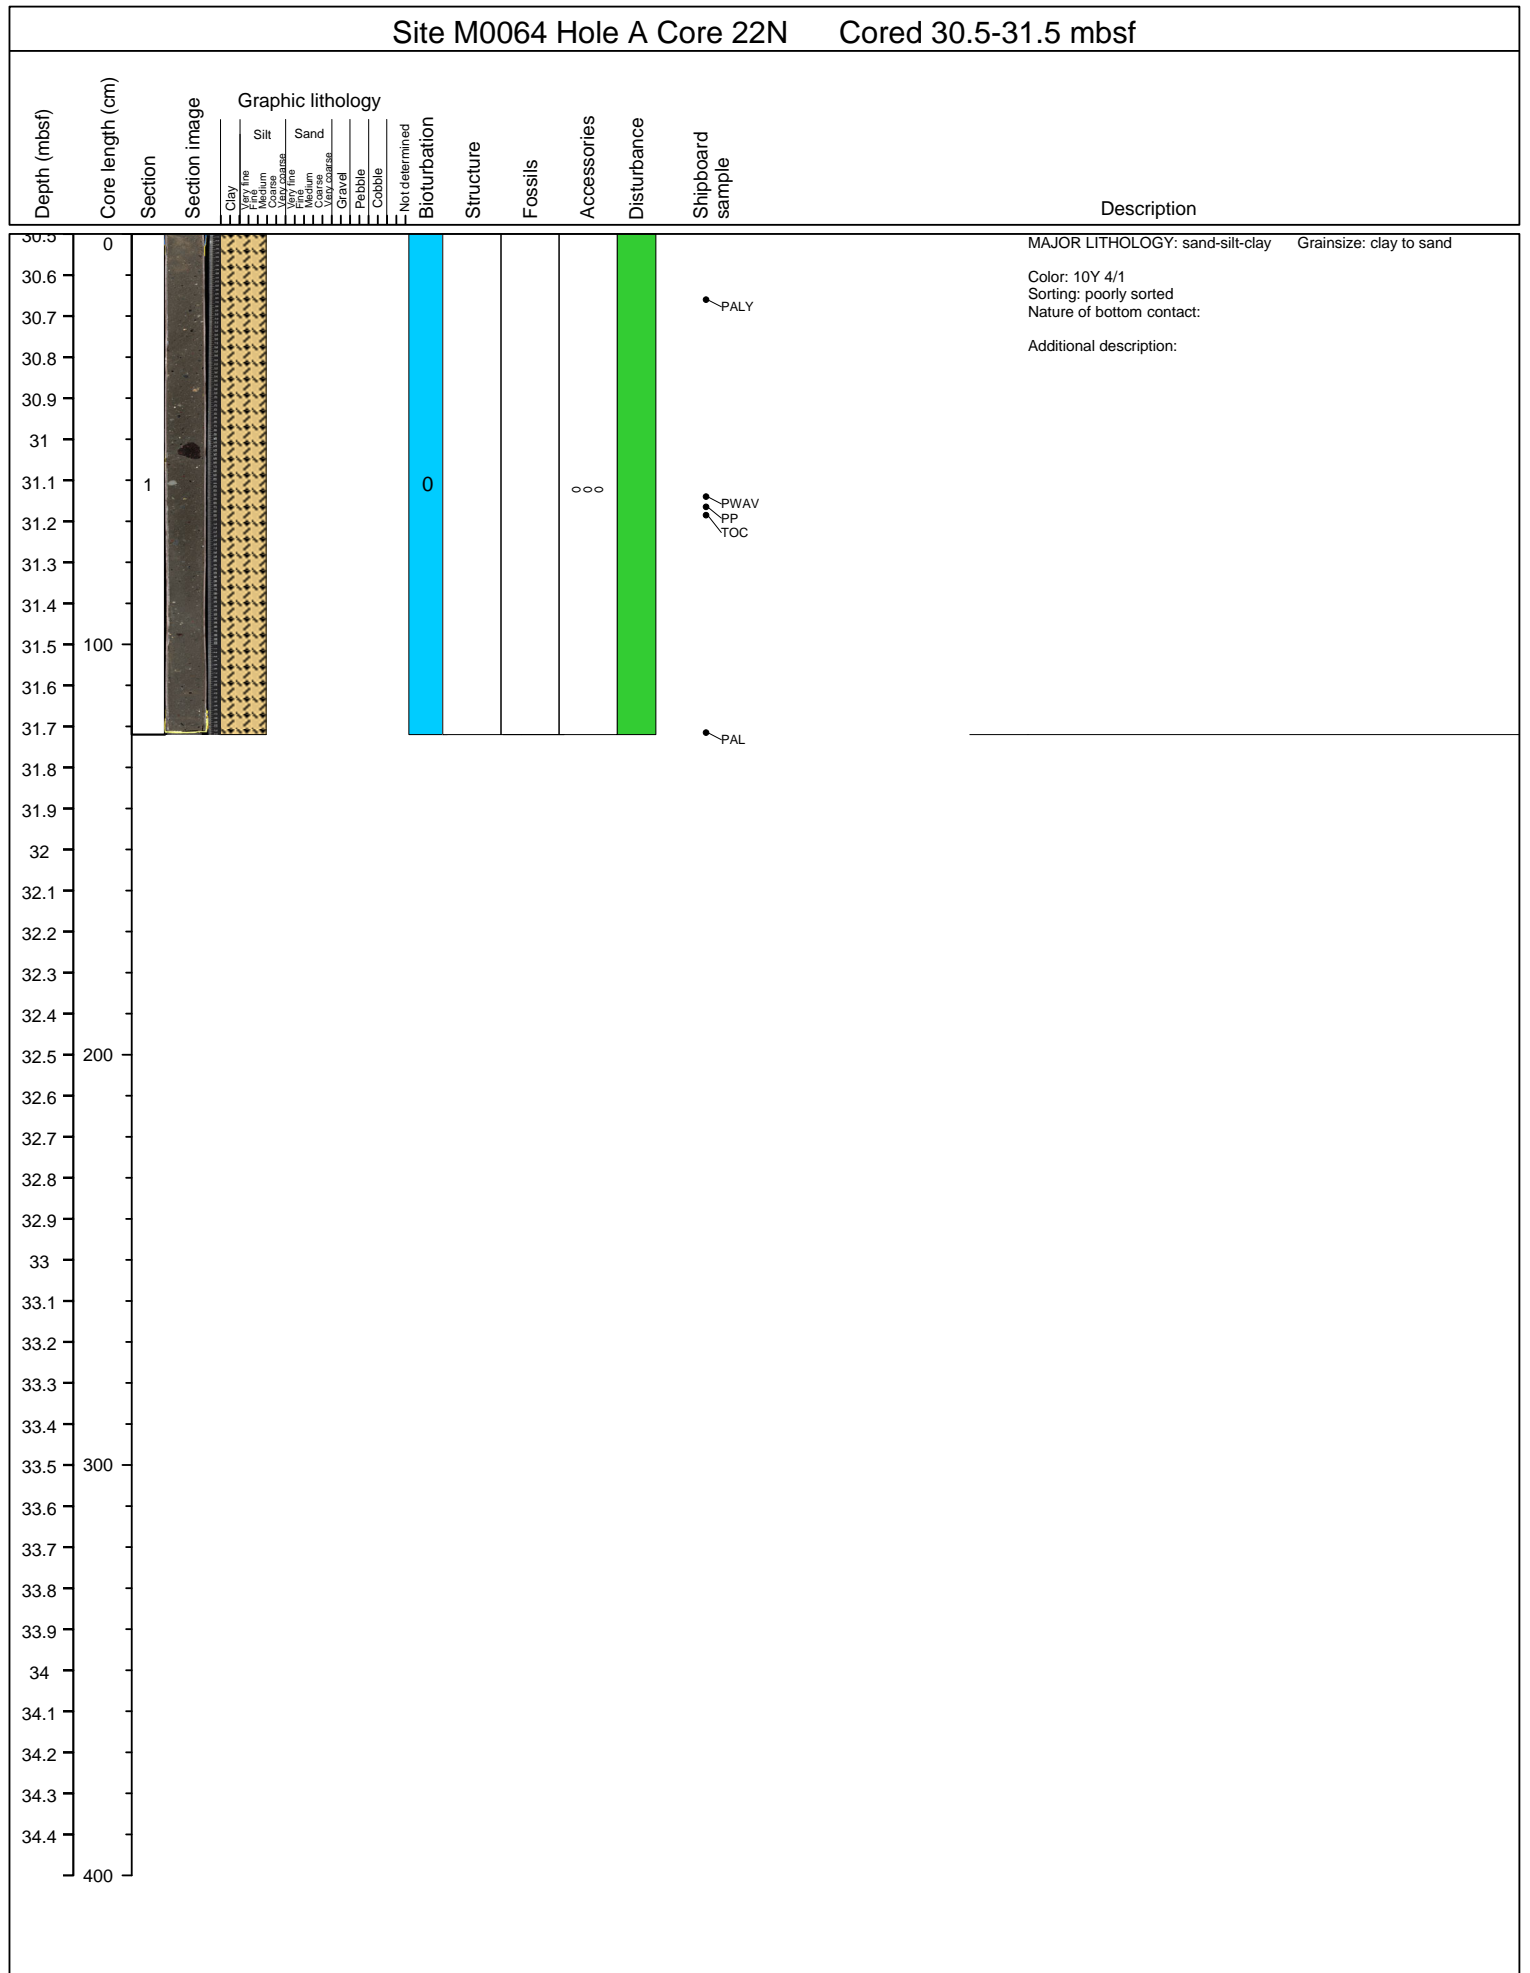 Site M0064 Hole A Core 22N Cored 30.5-31.5 mbsf
Depth (mbsf)
Core length (cm)
Section
Section image
Graphic lithology
Clay
Silt
Very fine
Fine
Medium
Coarse
Very coarse
Sand
Very fine
Fine
Medium
Coarse
Very coarse
Gravel
Pebble
Cobble
Not determined
Bioturbation
Structure
Fossils
Accessories
Disturbance
Shipboard
sample
Description
30.5
30.6
30.7
30.8
30.9
31
31.1
31.2
31.3
31.4
31.5
31.6
31.7
31.8
31.9
32
32.1
32.2
32.3
32.4
32.5
32.6
32.7
32.8
32.9
33
33.1
33.2
33.3
33.4
33.5
33.6
33.7
33.8
33.9
34
34.1
34.2
34.3
34.4
0
100
200
300
400
1
0
PALY
PWAV
PP
TOC
PAL
MAJOR LITHOLOGY: sand-silt-clay Grainsize: clay to sand
Color: 10Y 4/1
Sorting: poorly sorted
Nature of bottom contact:
Additional description: